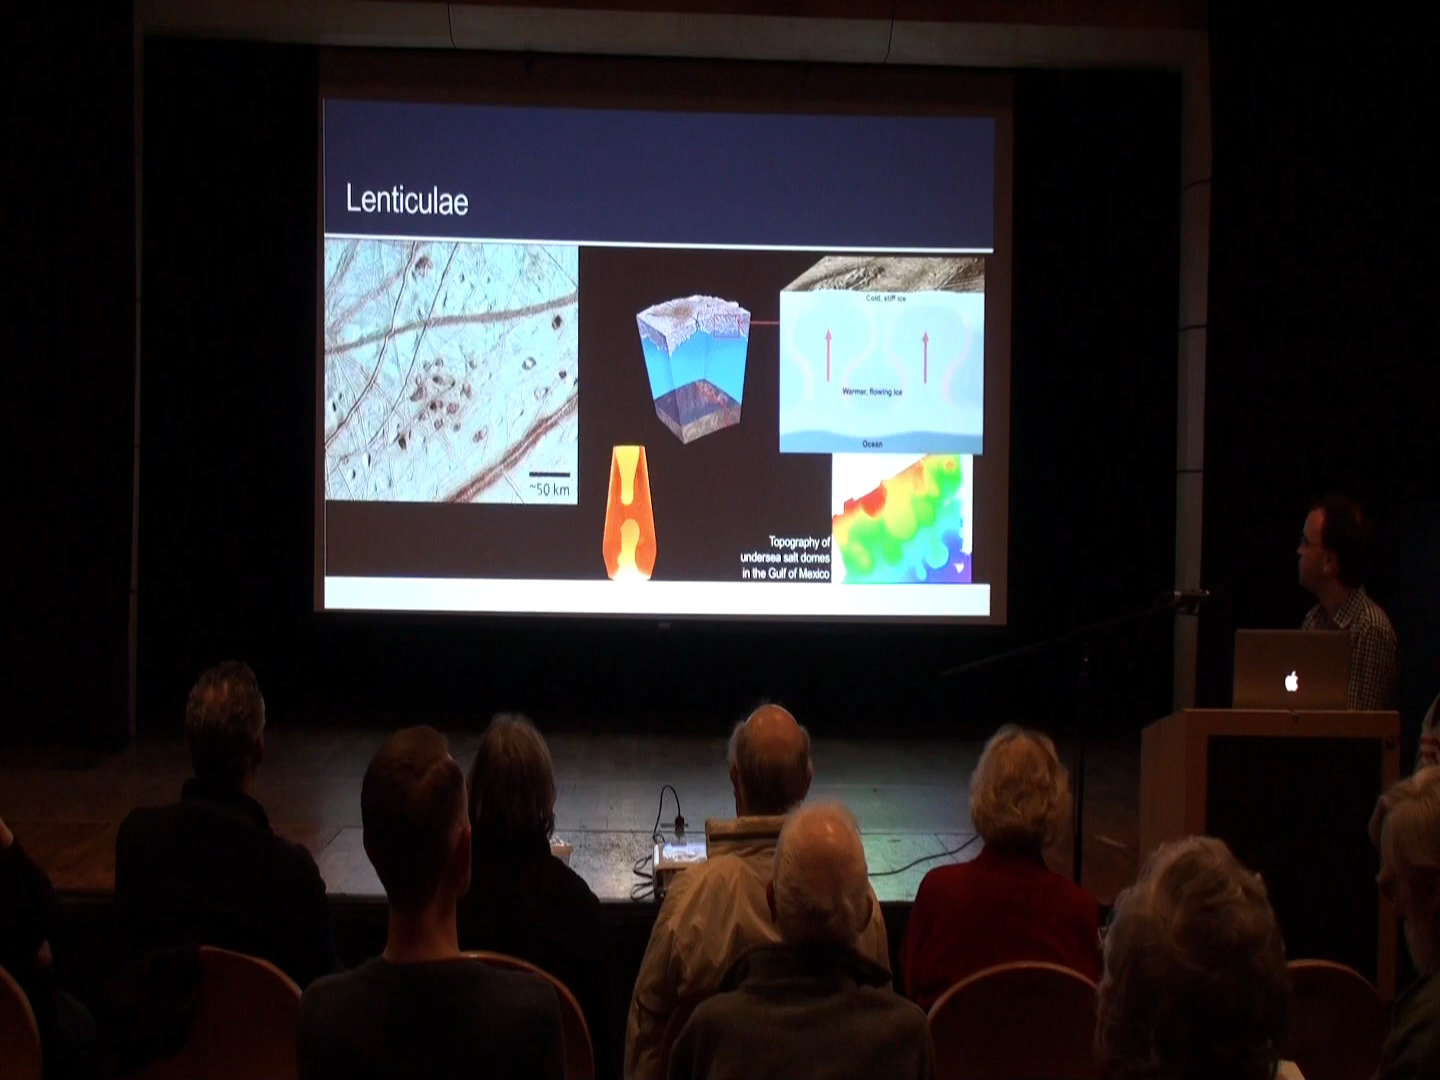 Lenticulae
~50 km
Cold, stiff ice
Warmer, flowing ice
Ocean
Topography of
undersea salt domes
in the Gulf of Mexico